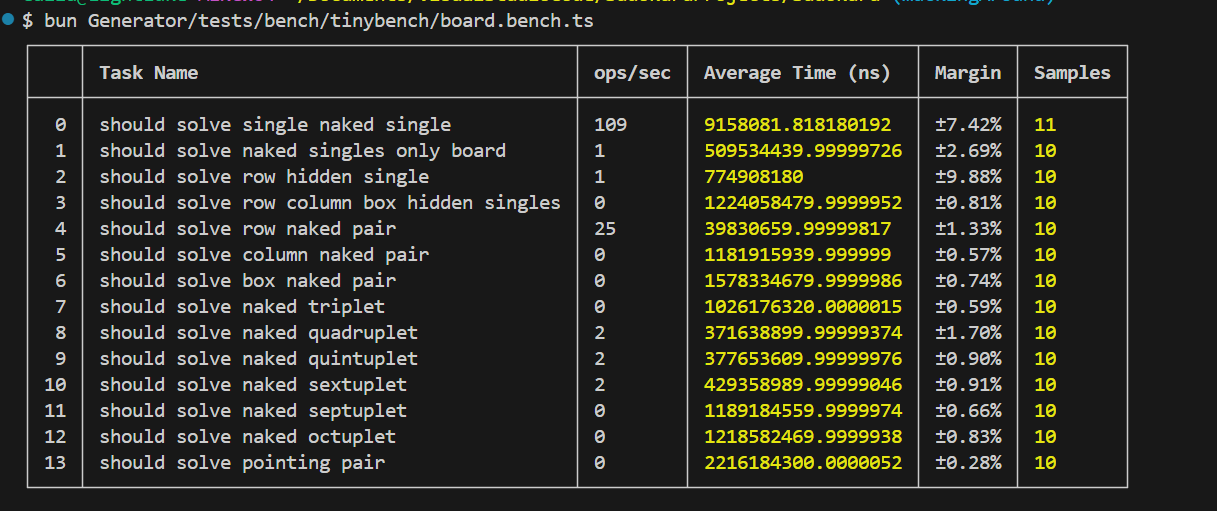 $ bun Generator/tests/bench/tinybench/board.bench.ts
Task Name ops/sec Average Time (ns) Margin Samples
0 should solve single naked single 109 9158081.818180192 ±7.42% 11
1 should solve naked singles only board 1 509534439.99999726 ±2.69% 10
2 should solve row hidden single 1 774908180 ±9.88% 10
3 should solve row column box hidden singles 0 1224058479.9999952 ±0.81% 10
4 should solve row naked pair 25 39830659.99999817 ±1.33% 10
5 should solve column naked pair 0 1181915939.999999 ±0.57% 10
6 should solve box naked pair 0 1578334679.9999986 ±0.74% 10
7 should solve naked triplet 0 1026176320.0000015 ±0.59% 10
8 should solve naked quadruplet 2 371638899.99999374 ±1.70% 10
9 should solve naked quintuplet 2 377653609.99999976 ±0.90% 10
10 should solve naked sextuplet 2 429358989.99999046 ±0.91% 10
11 should solve naked septuplet 0 1189184559.9999974 ±0.66% 10
12 should solve naked octuplet 0 1218582469.9999938 ±0.83% 10
13 should solve pointing pair 0 2216184300.0000052 ±0.28% 10